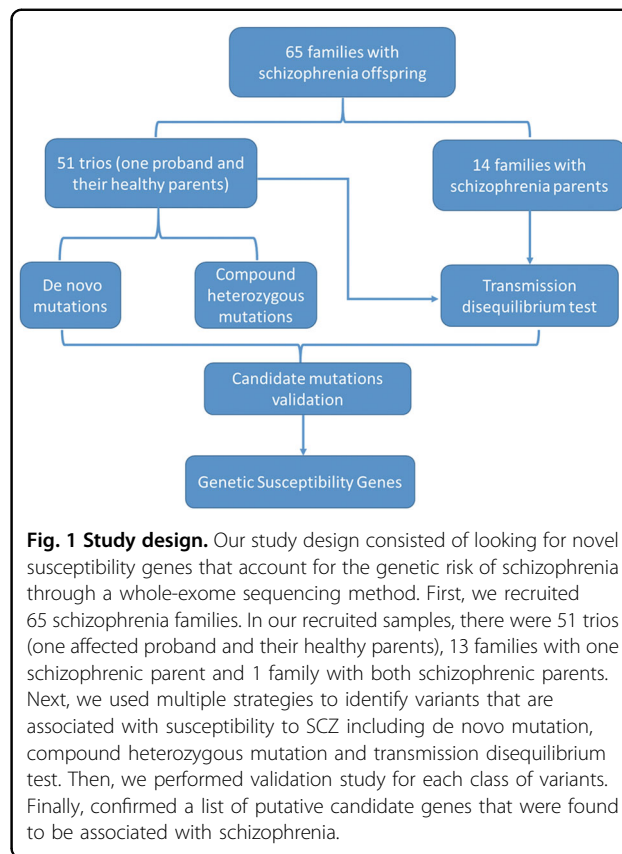 65 families with
schizophrenia offspring
51 trios (one proband and
their healthy parents)
14 families with
schizophrenia parents
De novo
mutations
Compound
heterozygous
mutations
Transmission
disequilibrium test
Candidate mutations
validation
Genetic Susceptibility Genes
Fig. 1 Study design. Our study design consisted of looking for novel
susceptibility genes that account for the genetic risk of schizophrenia
through a whole-exome sequencing method. First, we recruited
65 schizophrenia families. In our recruited samples, there were 51 trios
(one affected proband and their healthy parents), 13 families with one
schizophrenic parent and 1 family with both schizophrenic parents.
Next, we used multiple strategies to identify variants that are
associated with susceptibility to SCZ including de novo mutation,
compound heterozygous mutation and transmission disequilibrium
test. Then, we performed validation study for each class of variants.
Finally, confirmed a list of putative candidate genes that were found
to be associated with schizophrenia.